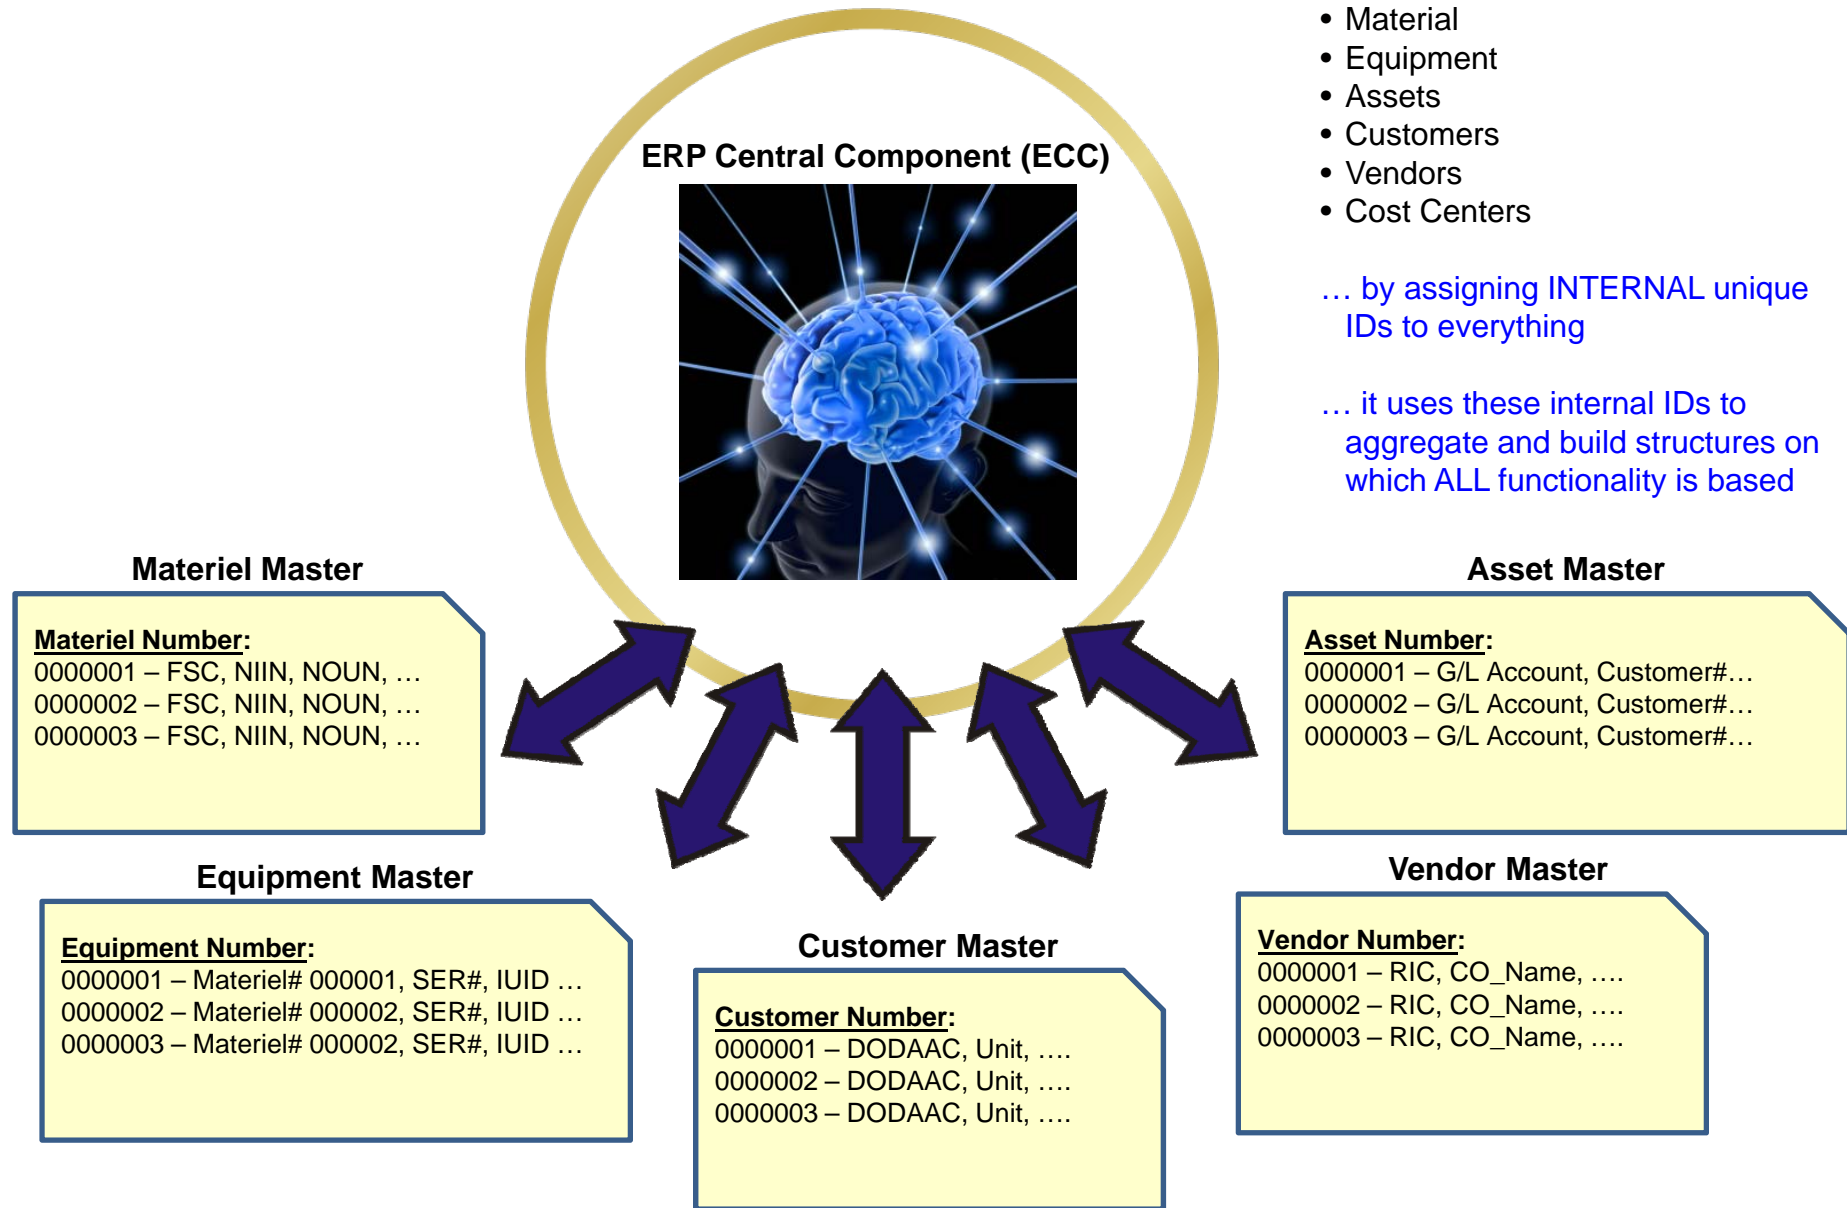 • Material
• Equipment
• Assets
• Customers
• Vendors
• Cost Centers
… by assigning INTERNAL unique
IDs to everything
… it uses these internal IDs to
aggregate and build structures on
which ALL functionality is based
ERP Central Component (ECC)
Materiel Master
Materiel Number:
0000001 – FSC, NIIN, NOUN, …
0000002 – FSC, NIIN, NOUN, …
0000003 – FSC, NIIN, NOUN, …
Equipment Master
Equipment Number:
0000001 – Materiel# 000001, SER#, IUID …
0000002 – Materiel# 000002, SER#, IUID …
0000003 – Materiel# 000002, SER#, IUID …
Customer Master
Customer Number:
0000001 – DODAAC, Unit, ….
0000002 – DODAAC, Unit, ….
0000003 – DODAAC, Unit, ….
Asset Master
Asset Number:
0000001 – G/L Account, Customer#…
0000002 – G/L Account, Customer#…
0000003 – G/L Account, Customer#…
Vendor Master
Vendor Number:
0000001 – RIC, CO_Name, ….
0000002 – RIC, CO_Name, ….
0000003 – RIC, CO_Name, ….